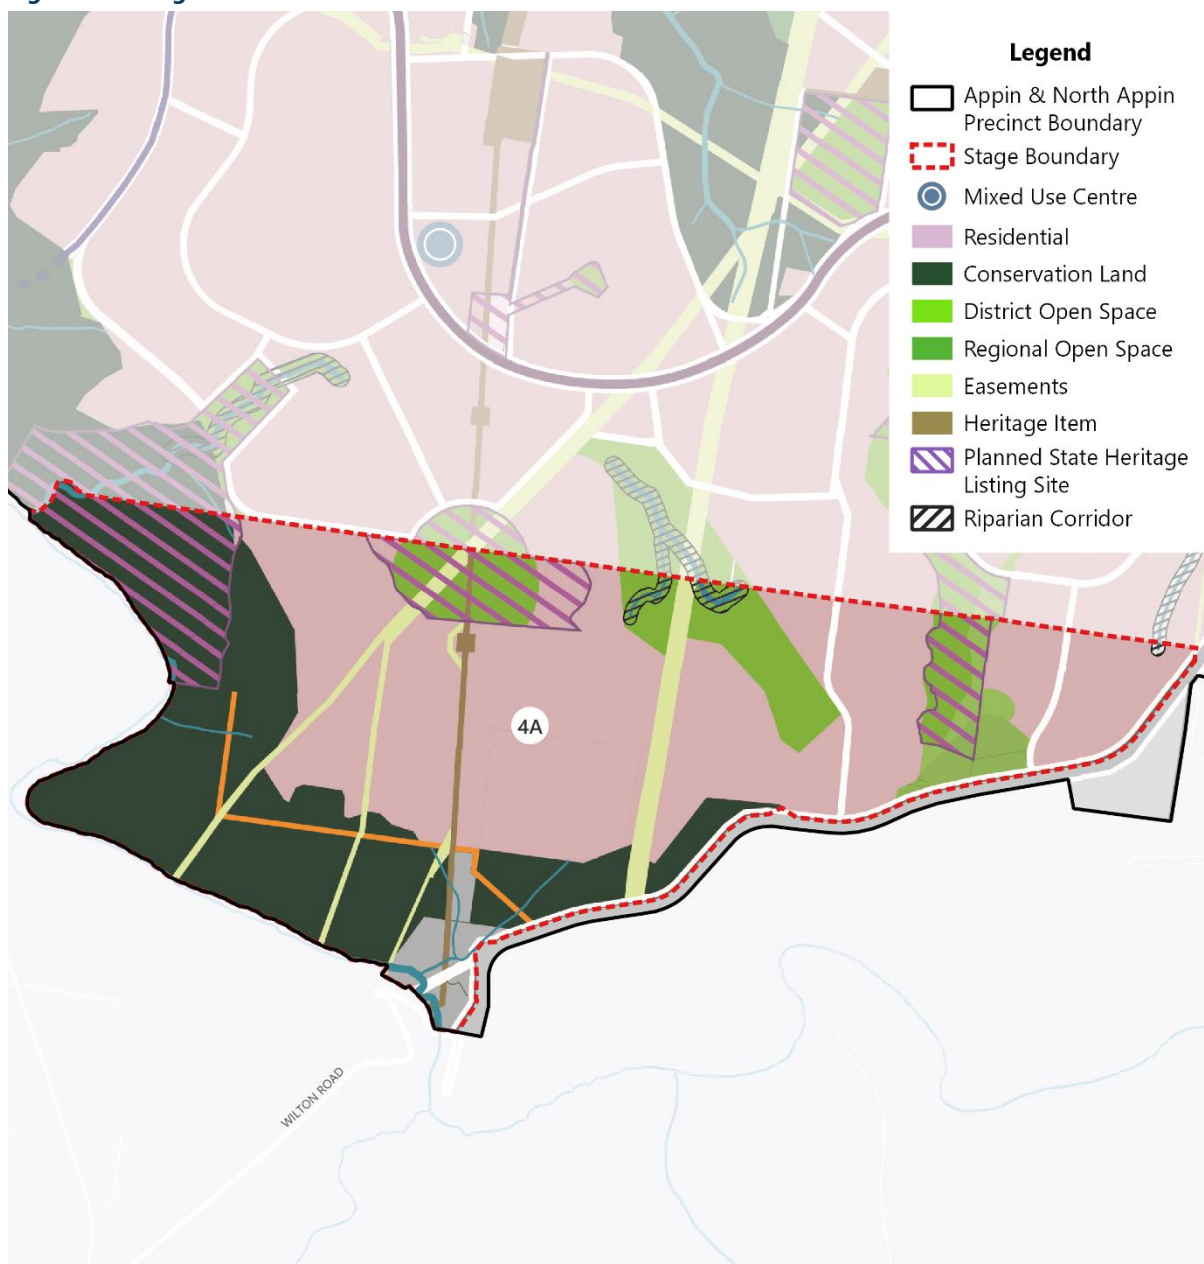 Legend
Appin & North Appin
Precinct Boundary
Stage Boundary
Mixed Use Centre
Residential
Conservation Land
District Open Space
Regional Open Space
Easements
Heritage Item
Planned State Heritage
Listing Site
Riparian Corridor
4A
WILTON ROAD